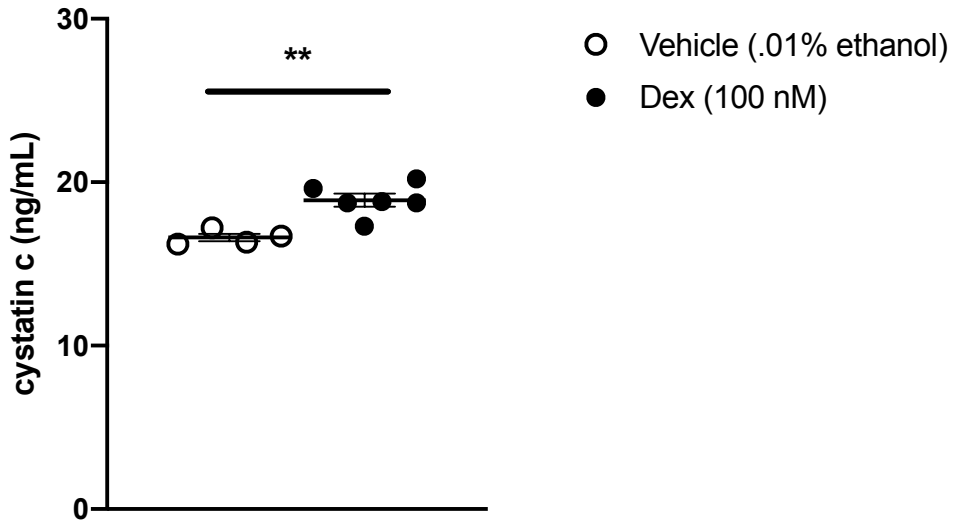 30
**
20
10
0
cystatin c (ng/mL)
Vehicle (.01% ethanol)
Dex (100 nM)